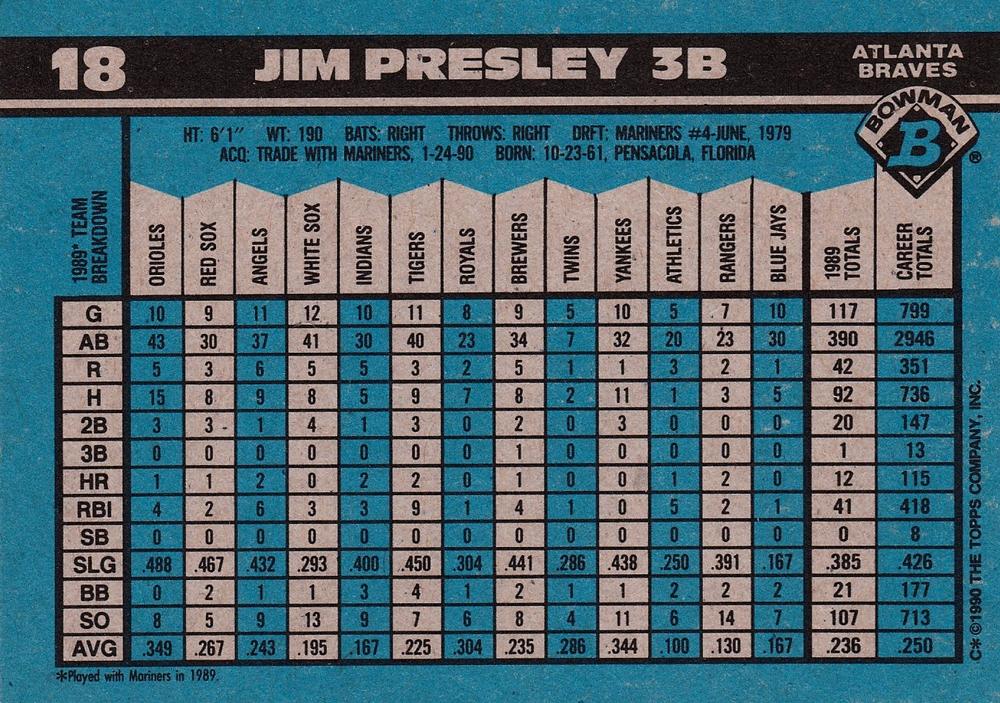 18 JIM PRESLEY 3B ATLANTA BRAVES
BOWMAN B ®
HT: 6'1" WT: 190 BATS: RIGHT THROWS: RIGHT DRFT: MARINERS #4-JUNE, 1979
ACQ: TRADE WITH MARINERS, 1-24-90 BORN: 10-23-61, PENSACOLA, FLORIDA
1989* TEAM BREAKDOWN ORIOLES RED SOX ANGELS WHITE SOX INDIANS TIGERS ROYALS BREWERS TWINS YANKEES ATHLETICS RANGERS BLUE JAYS 1989 TOTALS CAREER TOTALS
G 10 9 11 12 10 11 8 9 5 10 5 7 10 117 799
AB 43 30 37 41 30 40 23 34 7 32 20 23 30 390 2946
R 5 3 6 5 5 3 2 5 1 1 3 2 1 42 351
H 15 8 9 8 5 9 7 8 2 11 1 3 5 92 736
2B 3 3 1 4 1 3 0 2 0 3 0 0 0 20 147
3B 0 0 0 0 0 0 0 1 0 0 0 0 0 1 13
HR 1 1 2 0 2 2 0 1 0 0 1 2 0 12 115
RBI 4 2 6 3 3 9 1 4 1 0 5 2 1 41 418
SB 0 0 0 0 0 0 0 0 0 0 0 0 0 0 8
SLG .488 .467 .432 .293 .400 .450 .304 .441 .286 .438 .250 .391 .167 .385 .426
BB 0 2 1 1 3 4 1 2 1 1 2 2 2 21 177
SO 8 5 9 13 9 7 6 8 4 11 6 14 7 107 713
AVG .349 .267 .243 .195 .167 .225 .304 .235 .286 .344 .100 .130 .167 .236 .250
*Played with Mariners in 1989.
C* ©1990 THE TOPPS COMPANY, INC.